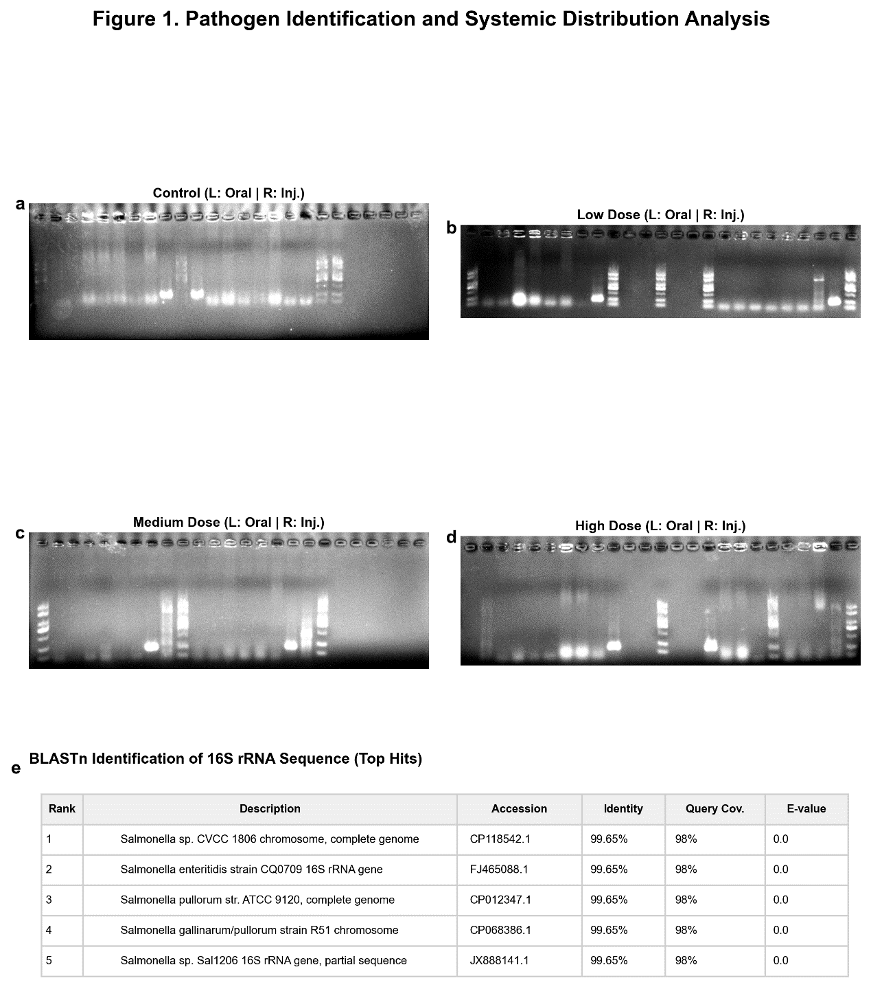 Figure 1. Pathogen Identification and Systemic Distribution Analysis
a
Control (L: Oral | R: Inj.)
b
Low Dose (L: Oral | R: Inj.)
c
Medium Dose (L: Oral | R: Inj.)
d
High Dose (L: Oral | R: Inj.)
e
BLASTn Identification of 16S rRNA Sequence (Top Hits)
Rank Description Accession Identity Query Cov. E-value
1 Salmonella sp. CVCC 1806 chromosome, complete genome CP118542.1 99.65% 98% 0.0
2 Salmonella enteritidis strain CQ0709 16S rRNA gene FJ465088.1 99.65% 98% 0.0
3 Salmonella pullorum str. ATCC 9120, complete genome CP012347.1 99.65% 98% 0.0
4 Salmonella gallinarum/pullorum strain R51 chromosome CP068386.1 99.65% 98% 0.0
5 Salmonella sp. Sal1206 16S rRNA gene, partial sequence JX888141.1 99.65% 98% 0.0